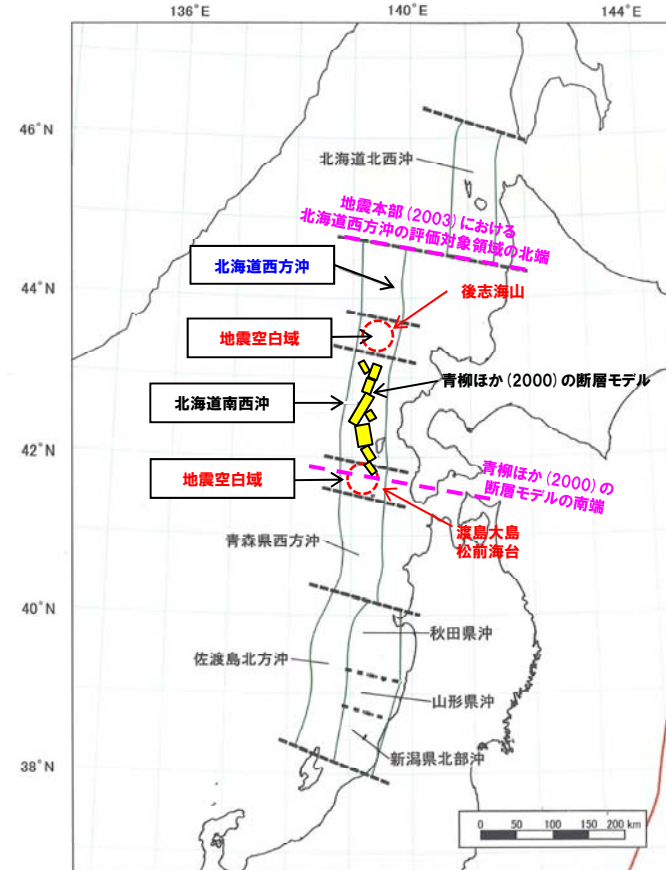 136°E
140°E
144°E
46°N
北海道北西沖
地震本部(2003)における
北海道西方沖の評価対象領域の北端
北海道西方沖
44°N
後志海山
地震空白域
青柳ほか(2000)の断層モデル
北海道南西沖
42°N
地震空白域
青柳ほか(2000)の
断層モデルの南端
渡島大島
松前海台
青森県西方沖
40°N
秋田県沖
佐渡島北方沖
山形県沖
新潟県北部沖
38°N
0 50 100 150 200 km